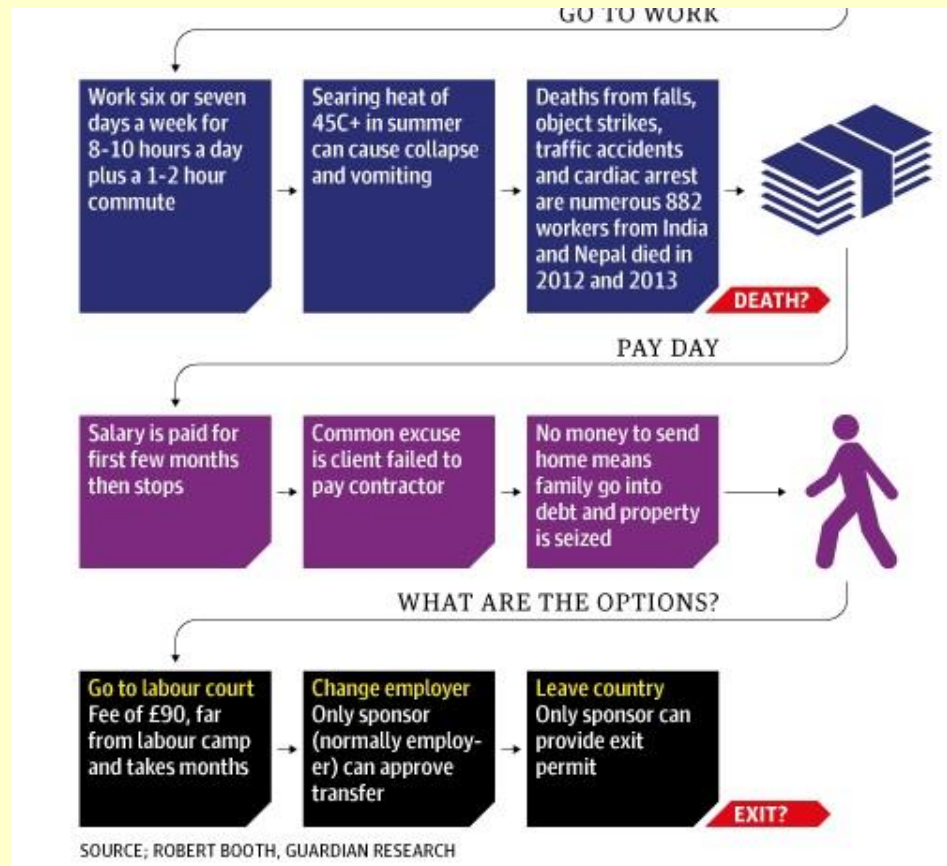 GO TO WORK
Work six or seven
days a week for
8-10 hours a day
plus a 1-2 hour
commute
Searing heat of
45C+ in summer
can cause collapse
and vomiting
Deaths from falls,
object strikes,
traffic accidents
and cardiac arrest
are numerous 882
workers from India
and Nepal died in
2012 and 2013
DEATH?
PAY DAY
Salary is paid for
first few months
then stops
Common excuse
is client failed to
pay contractor
No money to send
home means
family go into
debt and property
is seized
WHAT ARE THE OPTIONS?
Go to labour court
Fee of £90, far
from labour camp
and takes months
Change employer
Only sponsor
(normally employ-
er) can approve
transfer
Leave country
Only sponsor can
provide exit
permit
EXIT?
SOURCE; ROBERT BOOTH, GUARDIAN RESEARCH